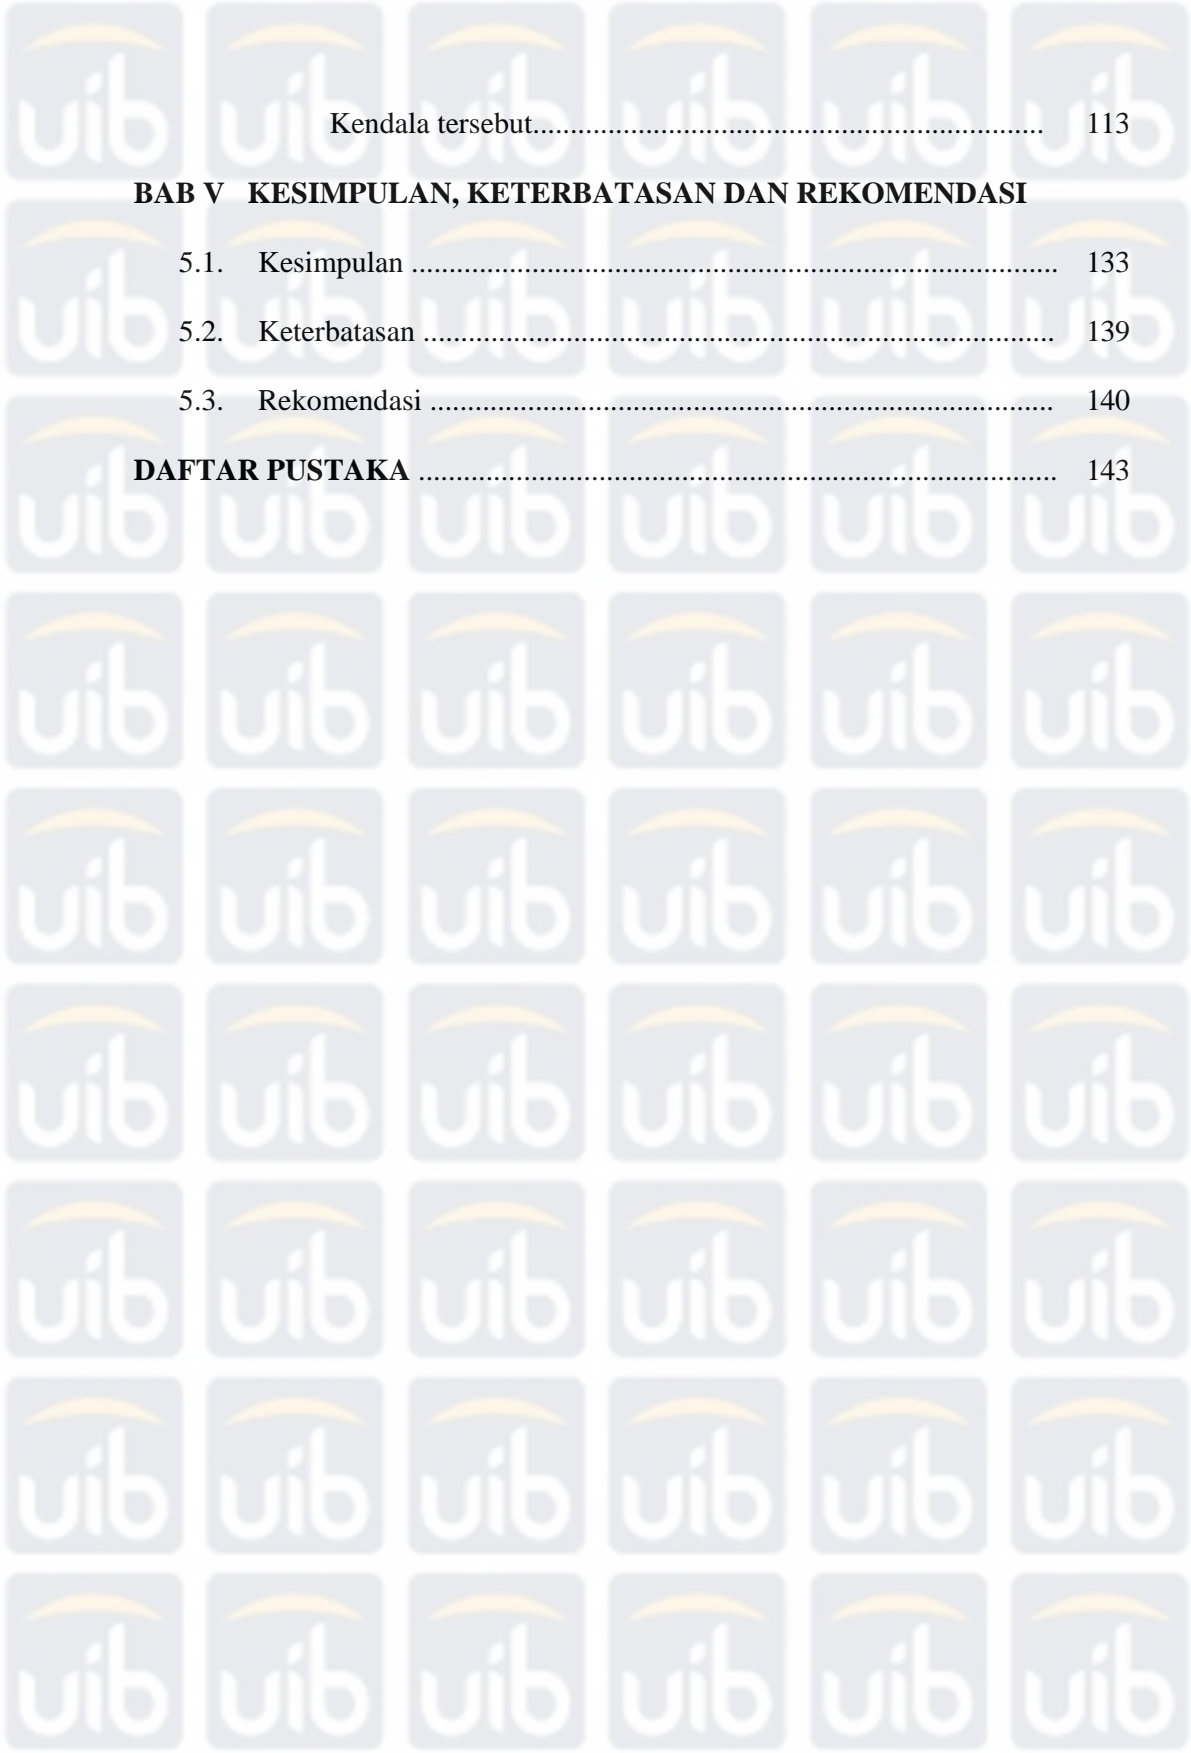 Kendala tersebut.................................................................... 113
BAB V KESIMPULAN, KETERBATASAN DAN REKOMENDASI
5.1. Kesimpulan ...................................................................................... 133
5.2. Keterbatasan .................................................................................... 139
5.3. Rekomendasi ................................................................................... 140
DAFTAR PUSTAKA ..................................................................................... 143